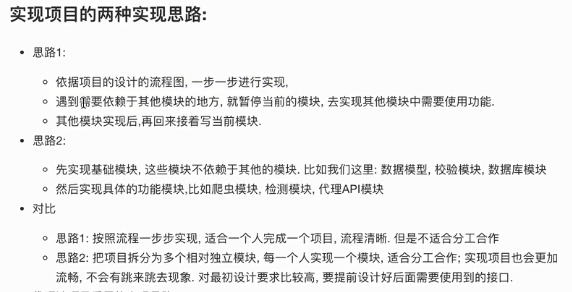 实现项目的两种实现思路:
思路1:
依据项目的设计的流程图, 一步一步进行实现,
遇到需要依赖于其他模块的地方, 就暂停当前的模块, 去实现其他模块中需要使用功能.
其他模块实现后,再回来接着写当前模块.
思路2:
先实现基础模块, 这些模块不依赖于其他的模块. 比如我们这里: 数据模型, 校验模块, 数据库模块
然后实现具体的功能模块,比如爬虫模块, 检测模块, 代理API模块
对比
思路1: 按照流程一步步实现, 适合一个人完成一个项目, 流程清晰. 但是不适合分工合作
思路2: 把项目拆分为多个相对独立模块, 每一个人实现一个模块, 适合分工合作; 实现项目也会更加
流畅, 不会有跳来跳去现象. 对最初设计要求比较高, 要提前设计好后面需要使用到的接口.